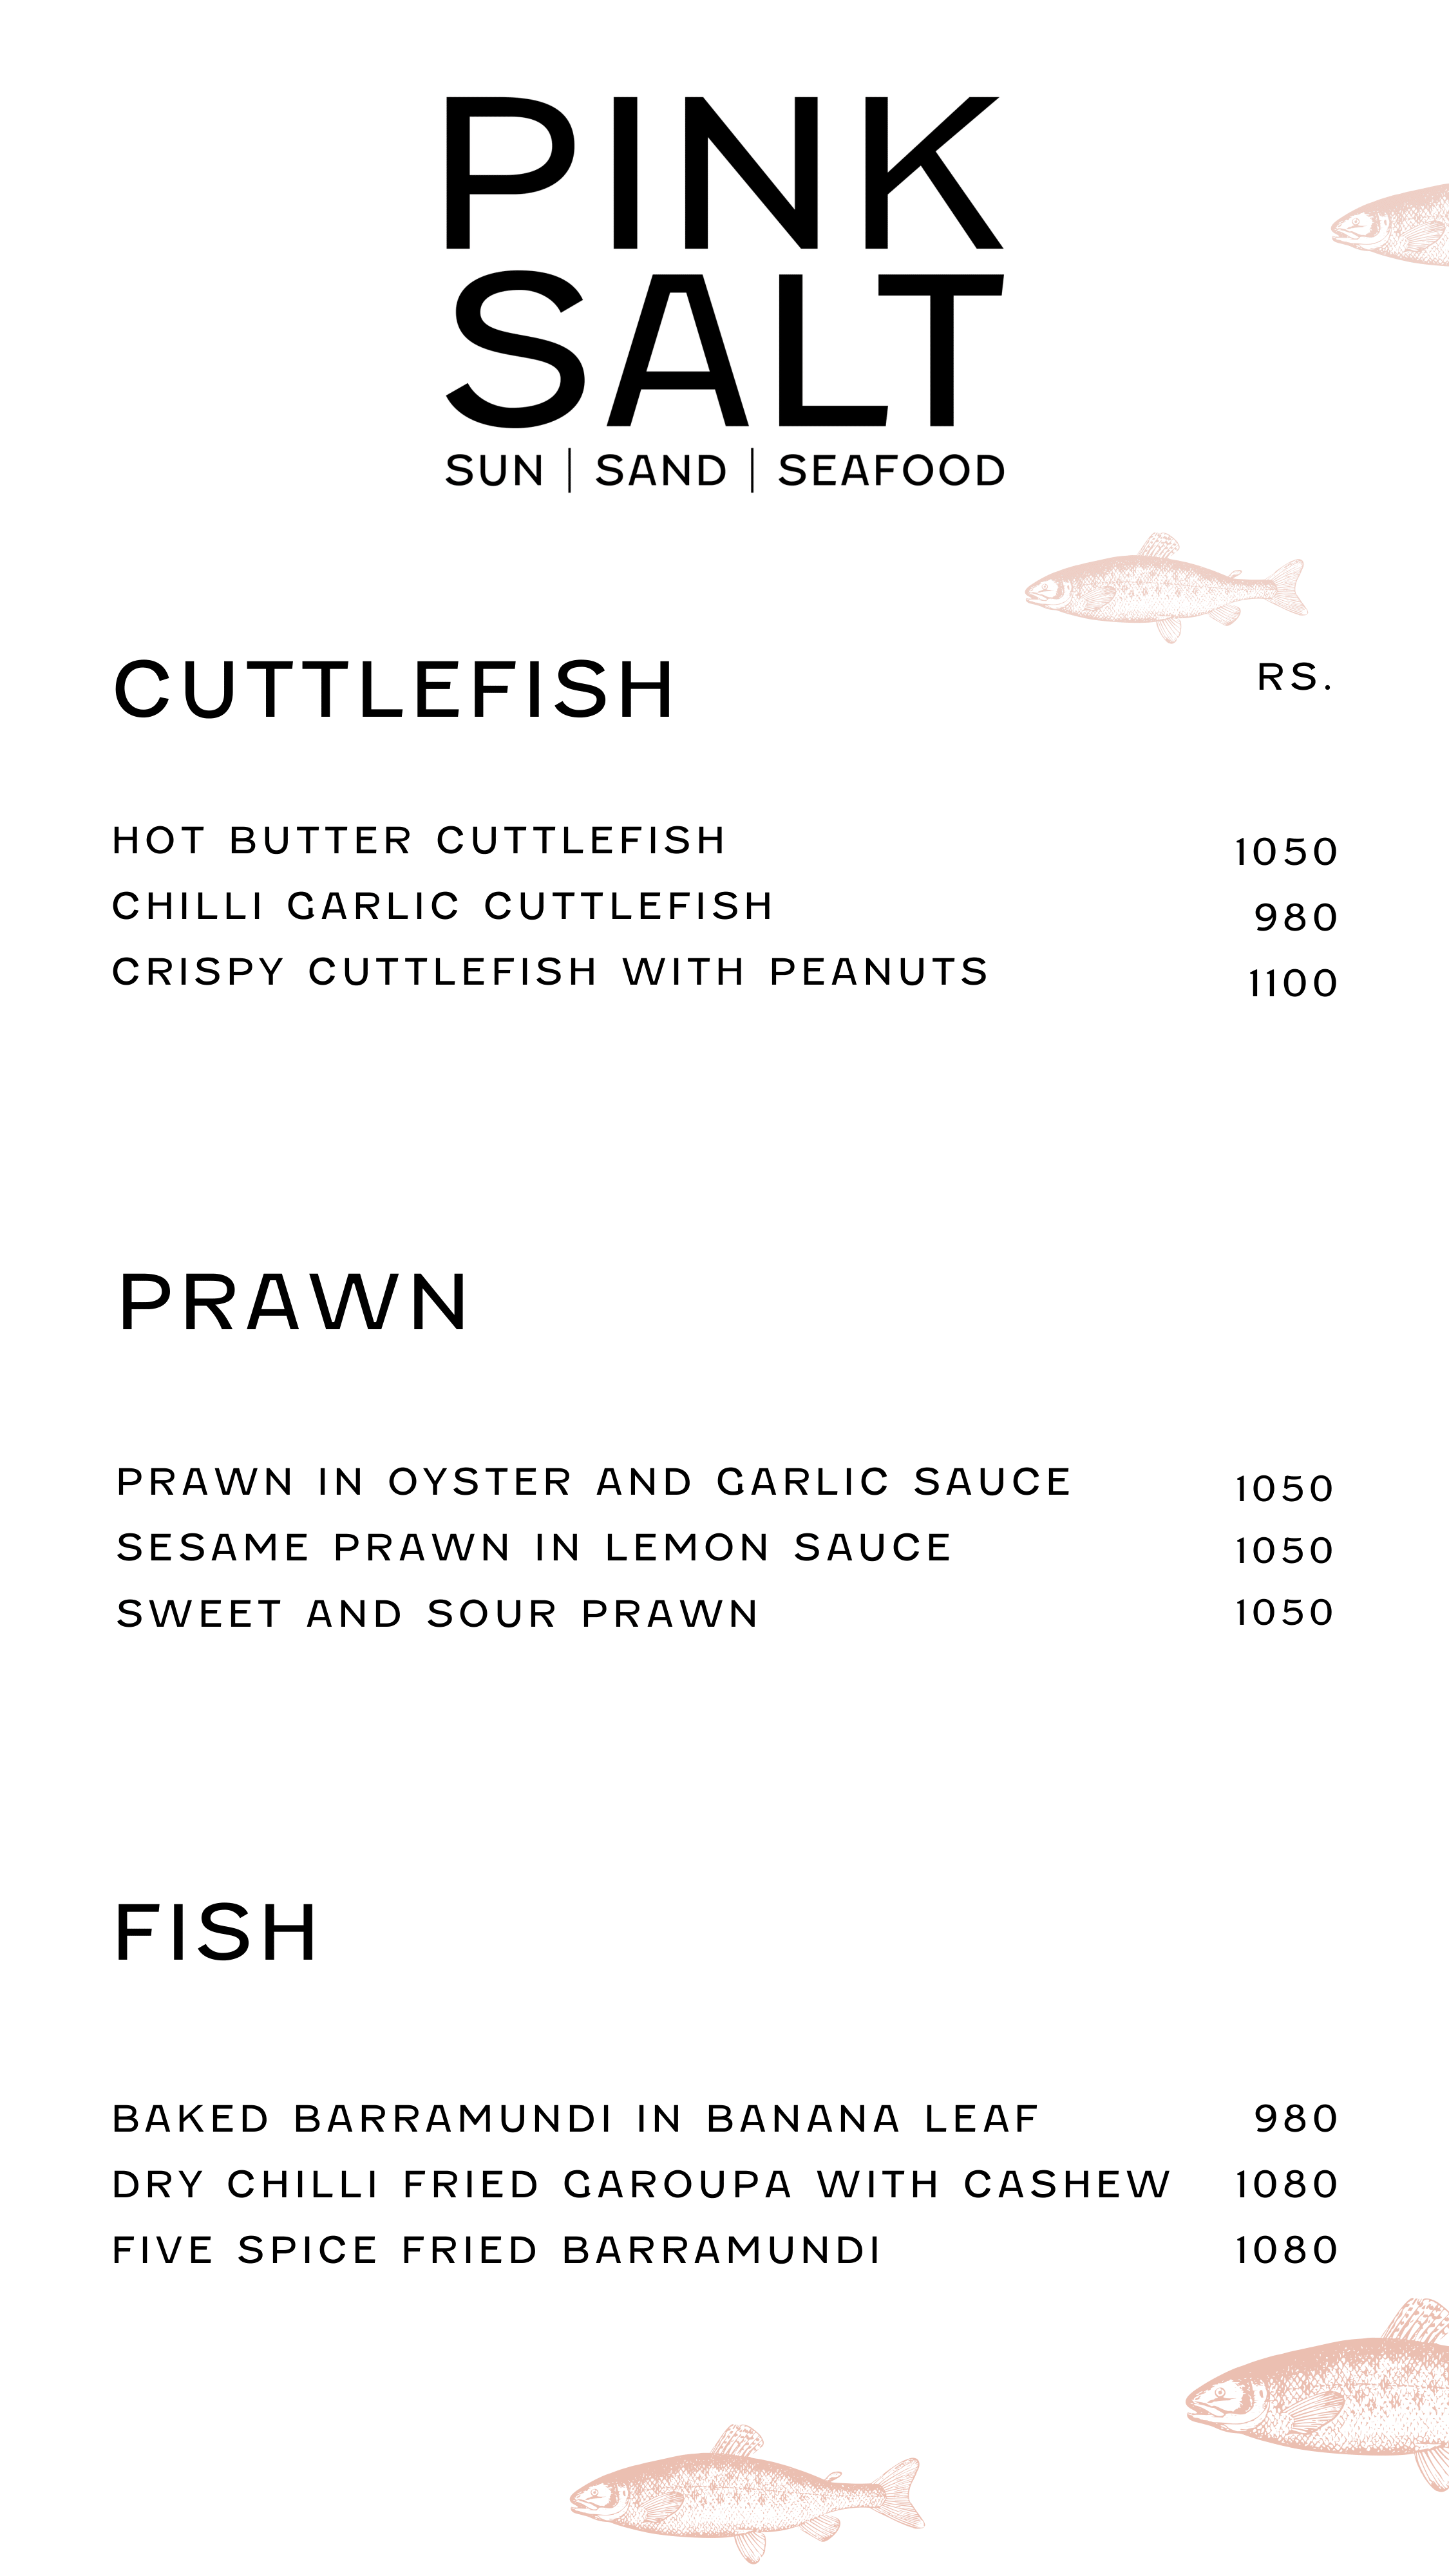 PINK
SALT
SUN | SAND | SEAFOOD
CUTTLEFISH RS.
HOT BUTTER CUTTLEFISH 1050
CHILLI GARLIC CUTTLEFISH 980
CRISPY CUTTLEFISH WITH PEANUTS 1100
PRAWN
PRAWN IN OYSTER AND GARLIC SAUCE 1050
SESAME PRAWN IN LEMON SAUCE 1050
SWEET AND SOUR PRAWN 1050
FISH
BAKED BARRAMUNDI IN BANANA LEAF 980
DRY CHILLI FRIED GAROUPA WITH CASHEW 1080
FIVE SPICE FRIED BARRAMUNDI 1080